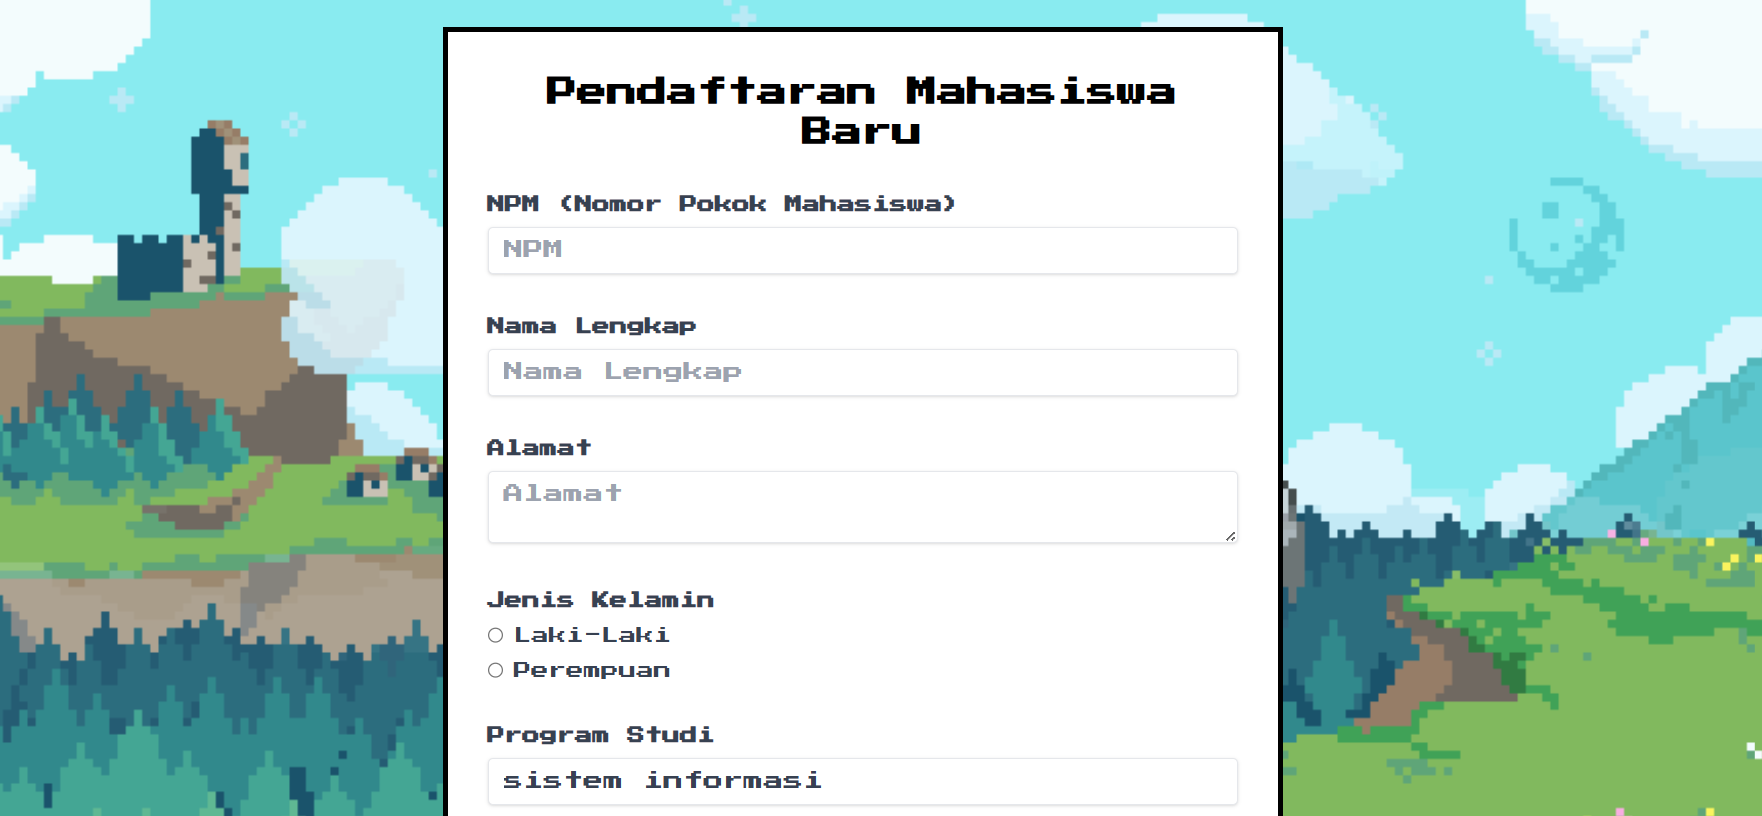 Pendaftaran Mahasiswa
Baru
NPM (Nomor Pokok Mahasiswa)
NPM
Nama Lengkap
Nama Lengkap
Alamat
Alamat
Jenis Kelamin
Laki-Laki
Perempuan
Program Studi
sistem informasi